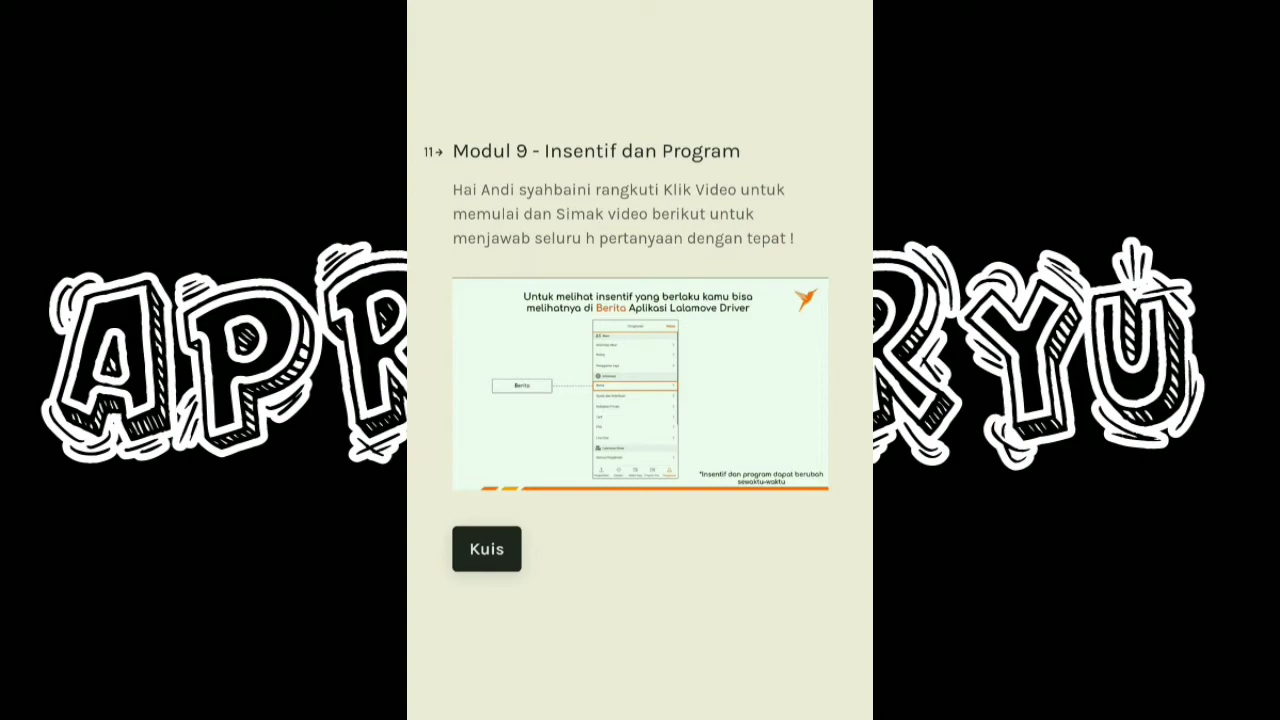 11→ Modul 9 - Insentif dan Program
Hai Andi syahbaini rangkuti Klik Video untuk
memulai dan Simak video berikut untuk
menjawab seluru h pertanyaan dengan tepat !
Untuk melihat insentif yang berlaku kamu bisa
melihatnya di Berita Aplikasi Lalamove Driver
Berita
*Insentif dan program dapat berubah
sewaktu-waktu
Kuis
AP
RYU